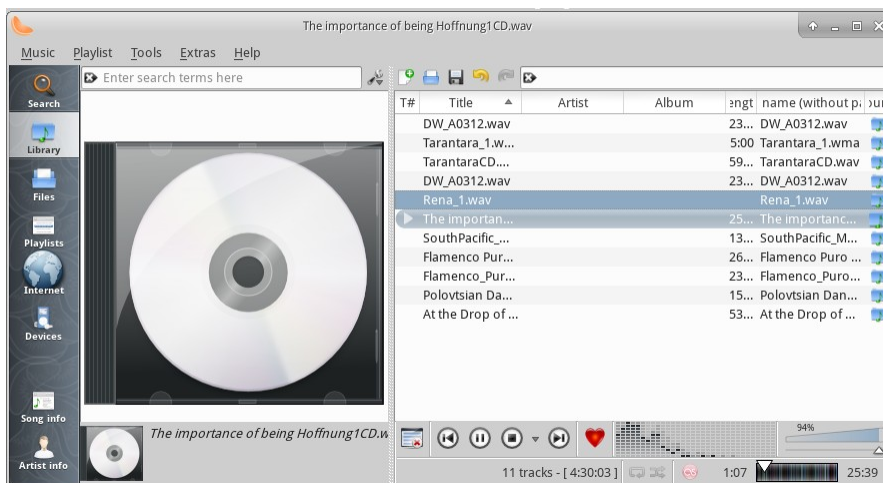 The importance of being Hoffnung1CD.wav
Music Playlist Tools Extras Help
Enter search terms here
Search
Library
Files
Playlists
Internet
Devices
Song info
Artist info
The importance of being Hoffnung1CD.w
T# Title Artist Album engt name (without pa
DW_A0312.wav 23... DW_A0312.wav
Tarantara_1.w... 5:00 Tarantara_1.wma
TarantaraCD.... 59... TarantaraCD.wav
DW_A0312.wav 23... DW_A0312.wav
Rena_1.wav Rena_1.wav
The importan... 25... The importanc...
SouthPacific_... 13... SouthPacific_M...
Flamenco Pur... 26... Flamenco Puro ...
Flamenco_Pur... 23... Flamenco_Puro...
Polovtsian Da... 15... Polovtsian Dan...
At the Drop of ... 53... At the Drop of ...
94%
11 tracks - [ 4:30:03 ] 1:07 25:39